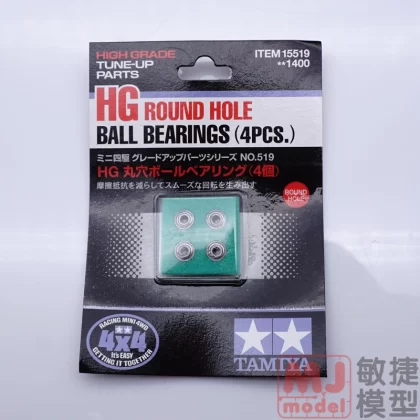 HIGH GRADE
TUNE-UP
PARTS
ITEM 15519
**1400
HG ROUND HOLE
BALL BEARINGS (4PCS.)
ミニ四駆 グレードアップパーツシリーズ NO.519
HG 丸穴ボールベアリング(4個)
摩擦抵抗を減らしてスムーズな回転を生み出す
ROUND
HOLE
RACING MINI 4WD
4x4
It's EASY
GETTING IT TOGETHER
TAMIYA
MJ
model
敏捷
模型